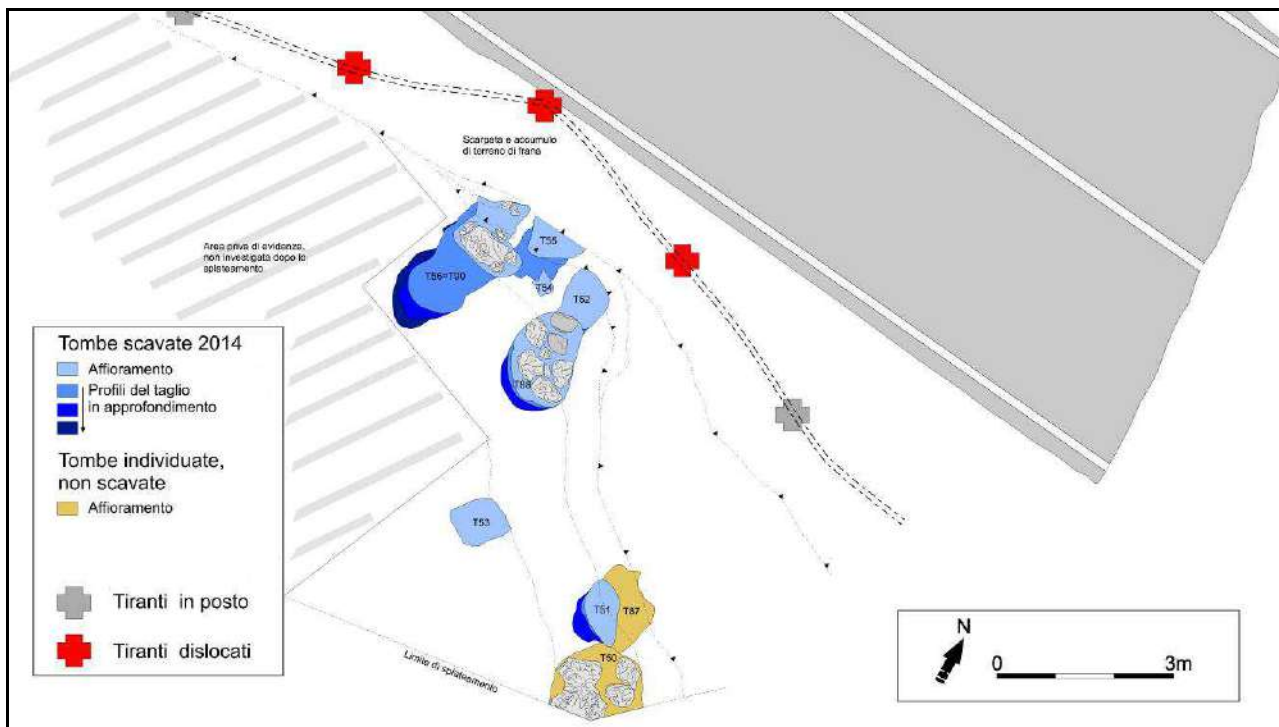 Scarpata e accumulo
di terreno di frana
Area priva di evidenze,
non investigata dopo lo
splateamento
T55
T54
T52
T53
T51
T87
T50
Limite di splateamento
Tombe scavate 2014
Affioramento
Profili del taglio
in approfondimento
Tombe individuate,
non scavate
Affioramento
Tiranti in posto
Tiranti dislocati
N
0 3m